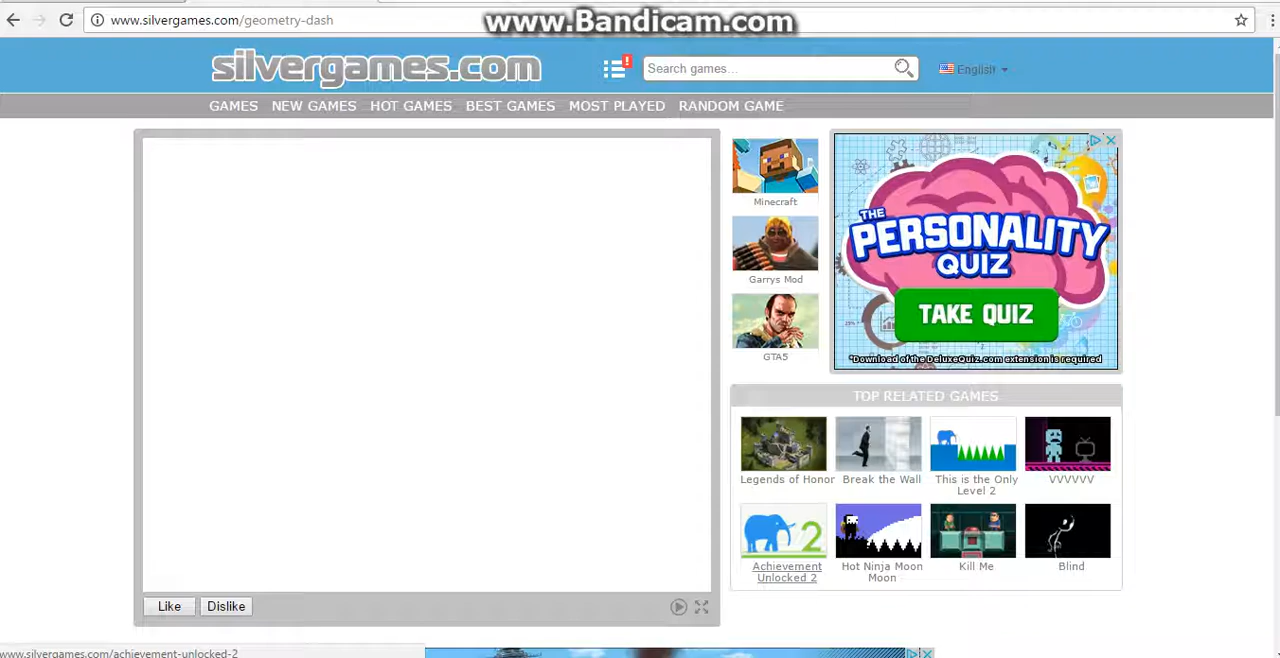 www.silvergames.com/geometry-dash
www.Bandicam.com
silvergames.com
!
Search games...
English
GAMES NEW GAMES HOT GAMES BEST GAMES MOST PLAYED RANDOM GAME
Minecraft
Garrys Mod
GTA5
THE
PERSONALITY
QUIZ
TAKE QUIZ
*Download of the DeluxeQuiz.com extension is required
TOP RELATED GAMES
Legends of Honor
Break the Wall
This is the Only
Level 2
VVVVVV
2
Achievement
Unlocked 2
Hot Ninja Moon
Moon
Kill Me
Blind
Like
Dislike
www.silvergames.com/achievement-unlocked-2